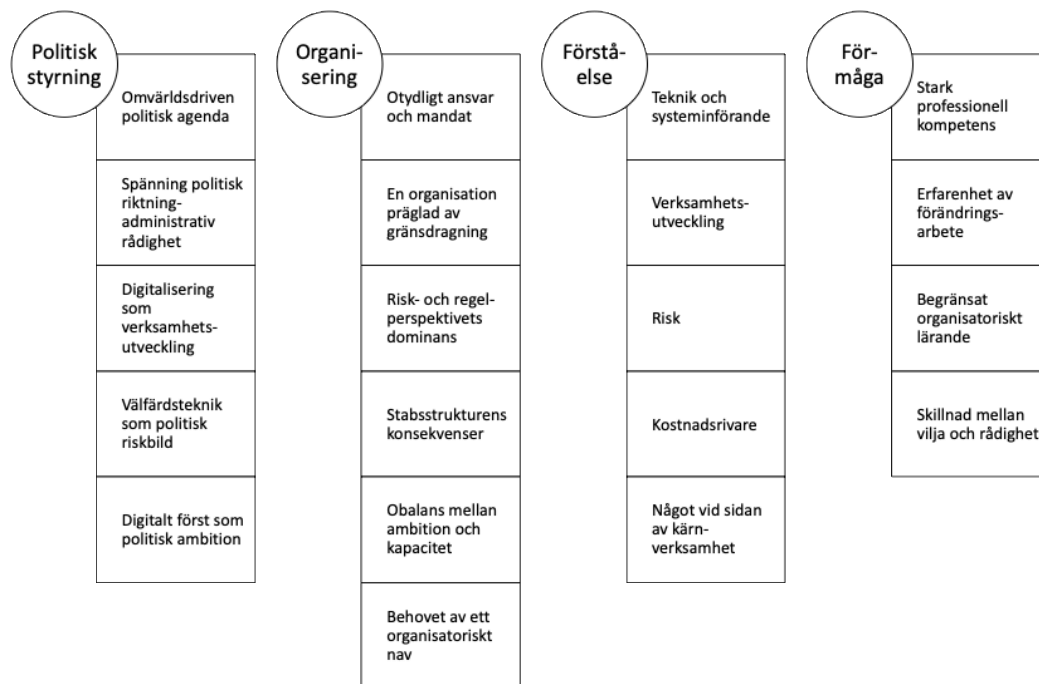 Politisk
styrning
Omvärldsdriven
politisk agenda
Spänning politisk
riktning-
administrativ
rådighet
Digitalisering
som
verksamhets-
utveckling
Välfärdsteknik
som politisk
riskbild
Digitalt först som
politisk ambition
Organi-
sering
Otydligt ansvar
och mandat
En organisation
präglad av
gränsdragning
Risk- och regel-
perspektivets
dominans
Stabsstrukturens
konsekvenser
Obalans mellan
ambition och
kapacitet
Behovet av ett
organisatoriskt
nav
Förstå-
else
Teknik och
systeminförande
Verksamhets-
utveckling
Risk
Kostnadsrivare
Något vid sidan
av kärn-
verksamhet
För-
måga
Stark
professionell
kompetens
Erfarenhet av
förändrings-
arbete
Begränsat
organisatoriskt
lärande
Skillnad mellan
vilja och rådighet